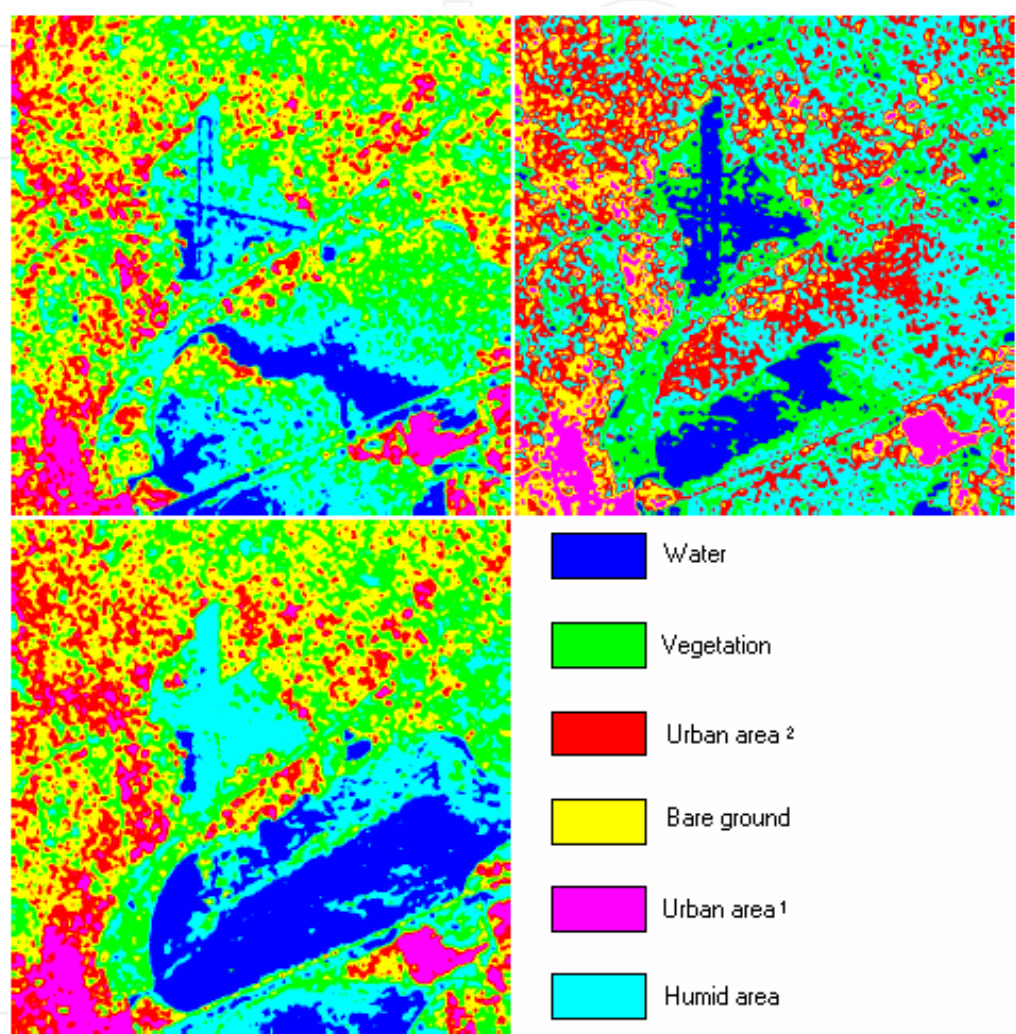 Water
Vegetation
Urban area ²
Bare ground
Urban area ¹
Humid area